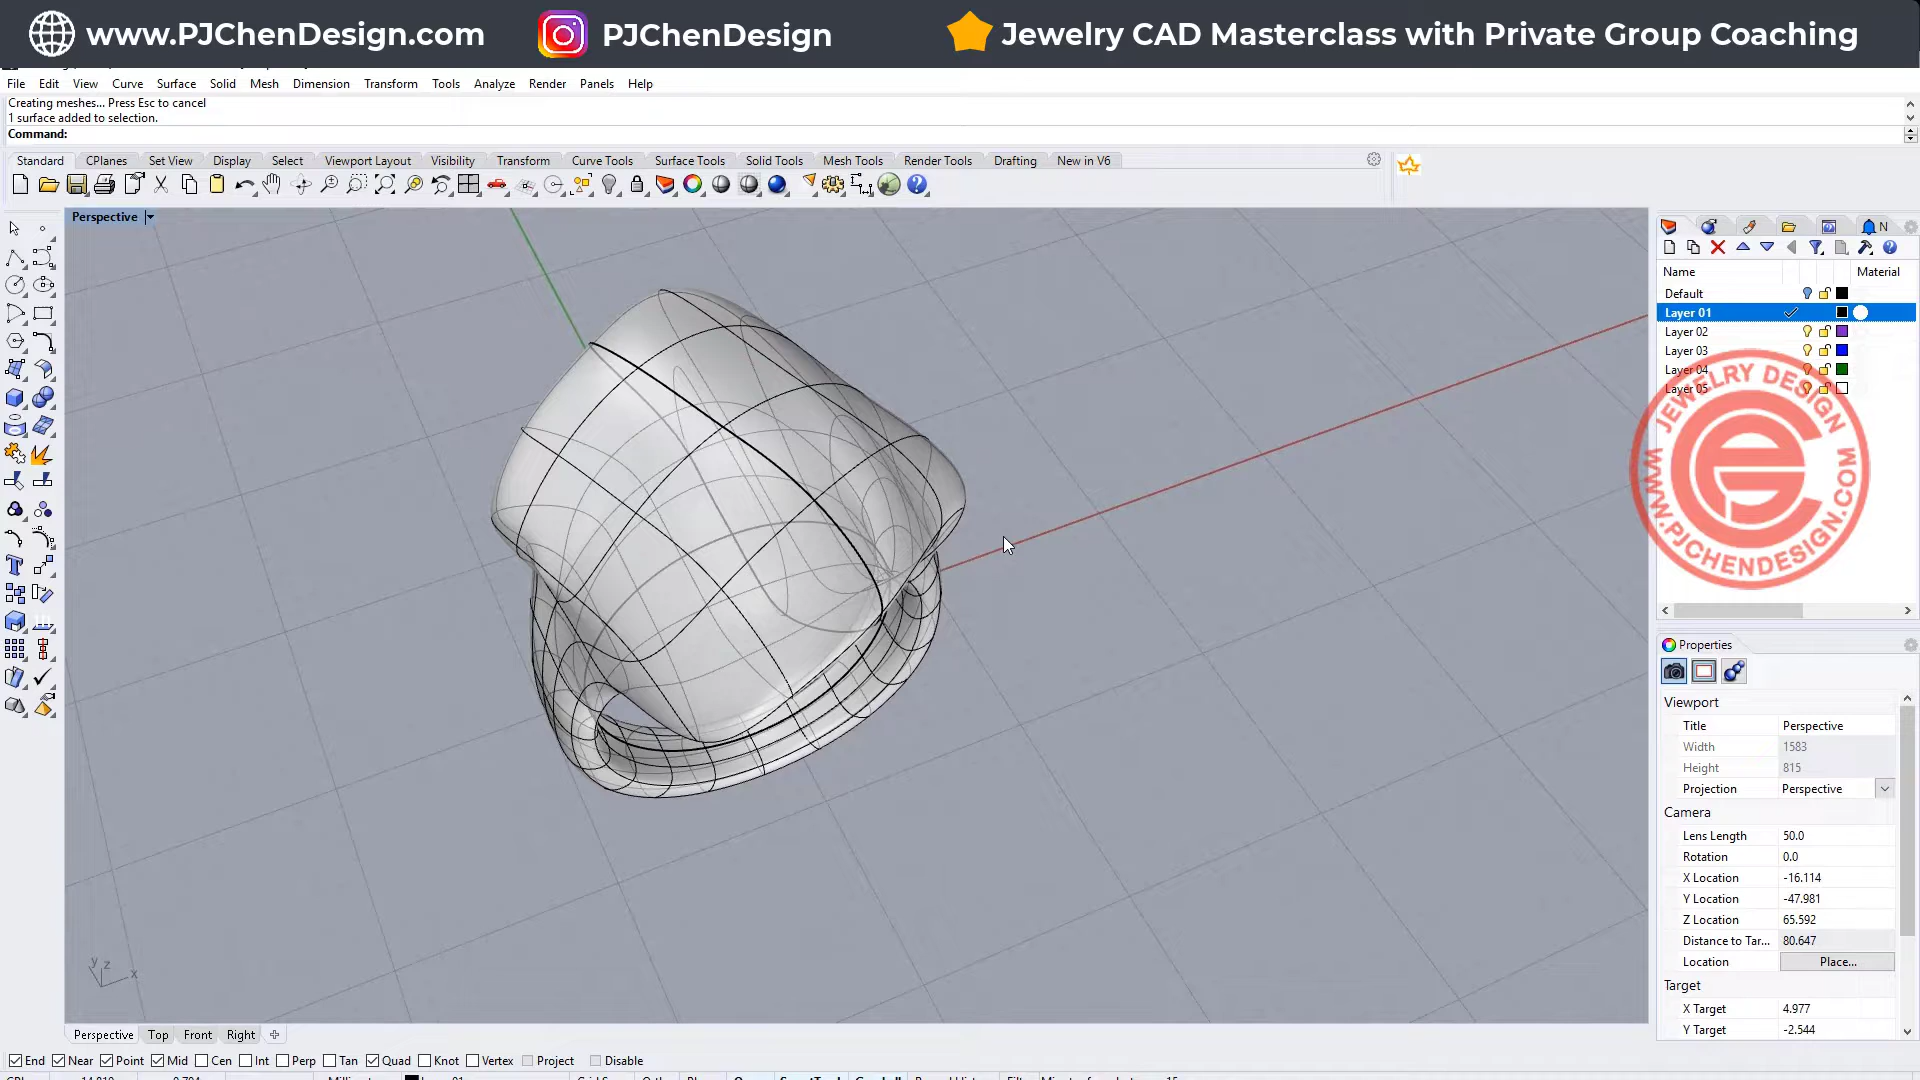 www.PJChenDesign.com PJChenDesign Jewelry CAD Masterclass with Private Group Coaching
File Edit View Curve Surface Solid Mesh Dimension Transform Tools Analyze Render Panels Help
Creating meshes... Press Esc to cancel
1 surface added to selection.
Command:
Standard CPlanes Set View Display Select Viewport Layout Visibility Transform Curve Tools Surface Tools Solid Tools Mesh Tools Render Tools Drafting New in V6
Perspective
N
Name Material
Default
Layer 01
Layer 02
Layer 03
Layer 04
Layer 05
JEWELRY DESIGN
WWW.PJCHENDESIGN.COM
Properties
Viewport
Title Perspective
Width 1583
Height 815
Projection Perspective
Camera
Lens Length 50.0
Rotation 0.0
X Location -16.114
Y Location -47.981
Z Location 65.592
Distance to Tar... 80.647
Location Place...
Target
X Target 4.977
Y Target -2.544
y z x
Perspective Top Front Right
End Near Point Mid Cen Int Perp Tan Quad Knot Vertex Project Disable